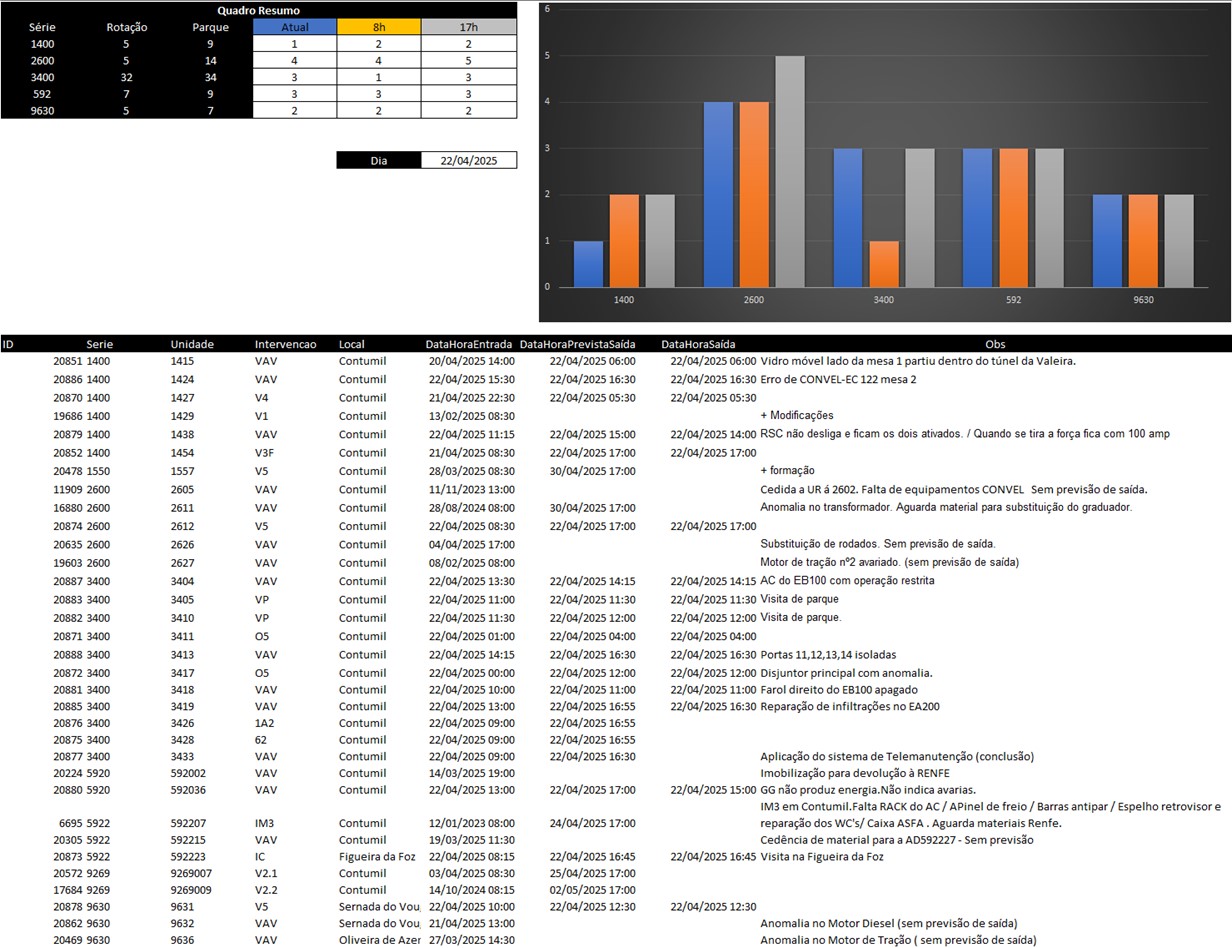 Quadro Resumo
Série Rotação Parque Atual 8h 17h
1400 5 9 1 2 2
2600 5 14 4 4 5
3400 32 34 3 1 3
592 7 9 3 3 3
9630 5 7 2 2 2
Dia 22/04/2025
6
5
4
3
2
1
0
1400 2600 3400 592 9630
ID Serie Unidade Intervencao Local DataHoraEntrada DataHoraPrevistaSaída DataHoraSaída Obs
20851 1400 1415 VAV Contumil 20/04/2025 14:00 22/04/2025 06:00 22/04/2025 06:00 Vidro móvel lado da mesa 1 partiu dentro do túnel da Valeira.
20886 1400 1424 VAV Contumil 22/04/2025 15:30 22/04/2025 16:30 22/04/2025 16:30 Erro de CONVEL-EC 122 mesa 2
20870 1400 1427 V4 Contumil 21/04/2025 22:30 22/04/2025 05:30 22/04/2025 05:30
19686 1400 1429 V1 Contumil 13/02/2025 08:30 + Modificações
20879 1400 1438 VAV Contumil 22/04/2025 11:15 22/04/2025 15:00 22/04/2025 14:00 RSC não desliga e ficam os dois ativados. / Quando se tira a força fica com 100 amp
20852 1400 1454 V3F Contumil 21/04/2025 08:30 22/04/2025 17:00 22/04/2025 17:00
20478 1550 1557 V5 Contumil 28/03/2025 08:30 30/04/2025 17:00 + formação
11909 2600 2605 VAV Contumil 11/11/2023 13:00 Cedida a UR á 2602. Falta de equipamentos CONVEL Sem previsão de saída.
16880 2600 2611 VAV Contumil 28/08/2024 08:00 30/04/2025 17:00 Anomalia no transformador. Aguarda material para substituição do graduador.
20874 2600 2612 V5 Contumil 22/04/2025 08:30 22/04/2025 17:00 22/04/2025 17:00
20635 2600 2626 VAV Contumil 04/04/2025 17:00 Substituição de rodados. Sem previsão de saída.
19603 2600 2627 VAV Contumil 08/02/2025 08:00 Motor de tração nº2 avariado. (sem previsão de saída)
20887 3400 3404 VAV Contumil 22/04/2025 13:30 22/04/2025 14:15 22/04/2025 14:15 AC do EB100 com operação restrita
20883 3400 3405 VP Contumil 22/04/2025 11:00 22/04/2025 11:30 22/04/2025 11:30 Visita de parque
20882 3400 3410 VP Contumil 22/04/2025 11:30 22/04/2025 12:00 22/04/2025 12:00 Visita de parque.
20871 3400 3411 O5 Contumil 22/04/2025 01:00 22/04/2025 04:00 22/04/2025 04:00
20888 3400 3413 VAV Contumil 22/04/2025 14:15 22/04/2025 16:30 22/04/2025 16:30 Portas 11,12,13,14 isoladas
20872 3400 3417 O5 Contumil 22/04/2025 00:00 22/04/2025 12:00 22/04/2025 12:00 Disjuntor principal com anomalia.
20881 3400 3418 VAV Contumil 22/04/2025 10:00 22/04/2025 11:00 22/04/2025 11:00 Farol direito do EB100 apagado
20885 3400 3419 VAV Contumil 22/04/2025 13:00 22/04/2025 16:55 22/04/2025 16:30 Reparação de infiltrações no EA200
20876 3400 3426 1A2 Contumil 22/04/2025 09:00 22/04/2025 16:55
20875 3400 3428 62 Contumil 22/04/2025 09:00 22/04/2025 16:55
20877 3400 3433 VAV Contumil 22/04/2025 09:00 22/04/2025 16:30 Aplicação do sistema de Telemanutenção (conclusão)
20224 5920 592002 VAV Contumil 14/03/2025 19:00 Imobilização para devolução à RENFE
20880 5920 592036 VAV Contumil 22/04/2025 13:00 22/04/2025 17:00 22/04/2025 15:00 GG não produz energia.Não indica avarias.
IM3 em Contumil.Falta RACK do AC / APinel de freio / Barras antipar / Espelho retrovisor e
6695 5922 592207 IM3 Contumil 12/01/2023 08:00 24/04/2025 17:00 reparação dos WC's/ Caixa ASFA . Aguarda materiais Renfe.
20305 5922 592215 VAV Contumil 19/03/2025 11:30 Cedência de material para a AD592227 - Sem previsão
20873 5922 592223 IC Figueira da Foz 22/04/2025 08:15 22/04/2025 16:45 22/04/2025 16:45 Visita na Figueira da Foz
20572 9269 9269007 V2.1 Contumil 03/04/2025 08:30 25/04/2025 17:00
17684 9269 9269009 V2.2 Contumil 14/10/2024 08:15 02/05/2025 17:00
20878 9630 9631 V5 Sernada do Vou 22/04/2025 10:00 22/04/2025 12:30 22/04/2025 12:30
20862 9630 9632 VAV Sernada do Vou 21/04/2025 13:00 Anomalia no Motor Diesel (sem previsão de saída)
20469 9630 9636 VAV Oliveira de Azer 27/03/2025 14:30 Anomalia no Motor de Tração ( sem previsão de saída)